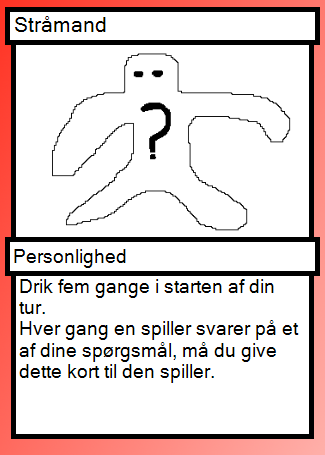 Stråmand
?
Personlighed
Drik fem gange i starten af din
tur.
Hver gang en spiller svarer på et
af dine spørgsmål, må du give
dette kort til den spiller.